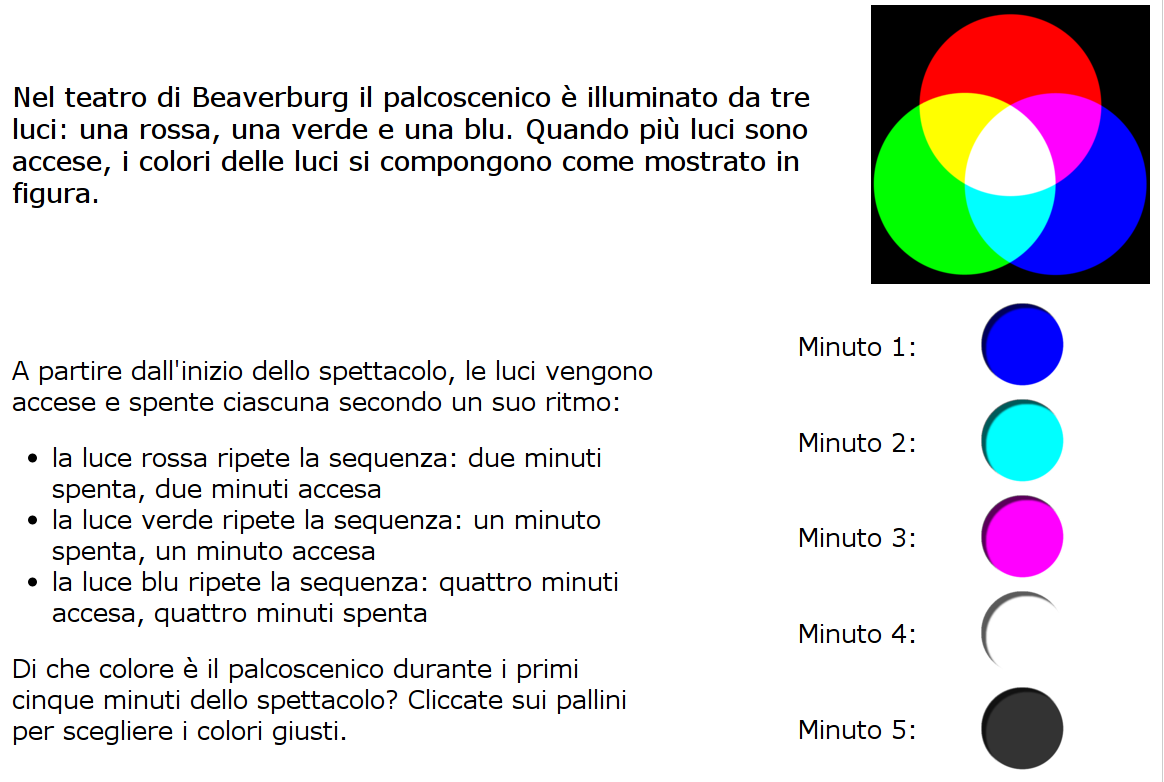 Nel teatro di Beaverburg il palcoscenico è illuminato da tre
luci: una rossa, una verde e una blu. Quando più luci sono
accese, i colori delle luci si compongono come mostrato in
figura.
A partire dall'inizio dello spettacolo, le luci vengono
accese e spente ciascuna secondo un suo ritmo:
• la luce rossa ripete la sequenza: due minuti
spenta, due minuti accesa
• la luce verde ripete la sequenza: un minuto
spenta, un minuto accesa
• la luce blu ripete la sequenza: quattro minuti
accesa, quattro minuti spenta
Di che colore è il palcoscenico durante i primi
cinque minuti dello spettacolo? Cliccate sui pallini
per scegliere i colori giusti.
Minuto 1:
Minuto 2:
Minuto 3:
Minuto 4:
Minuto 5: